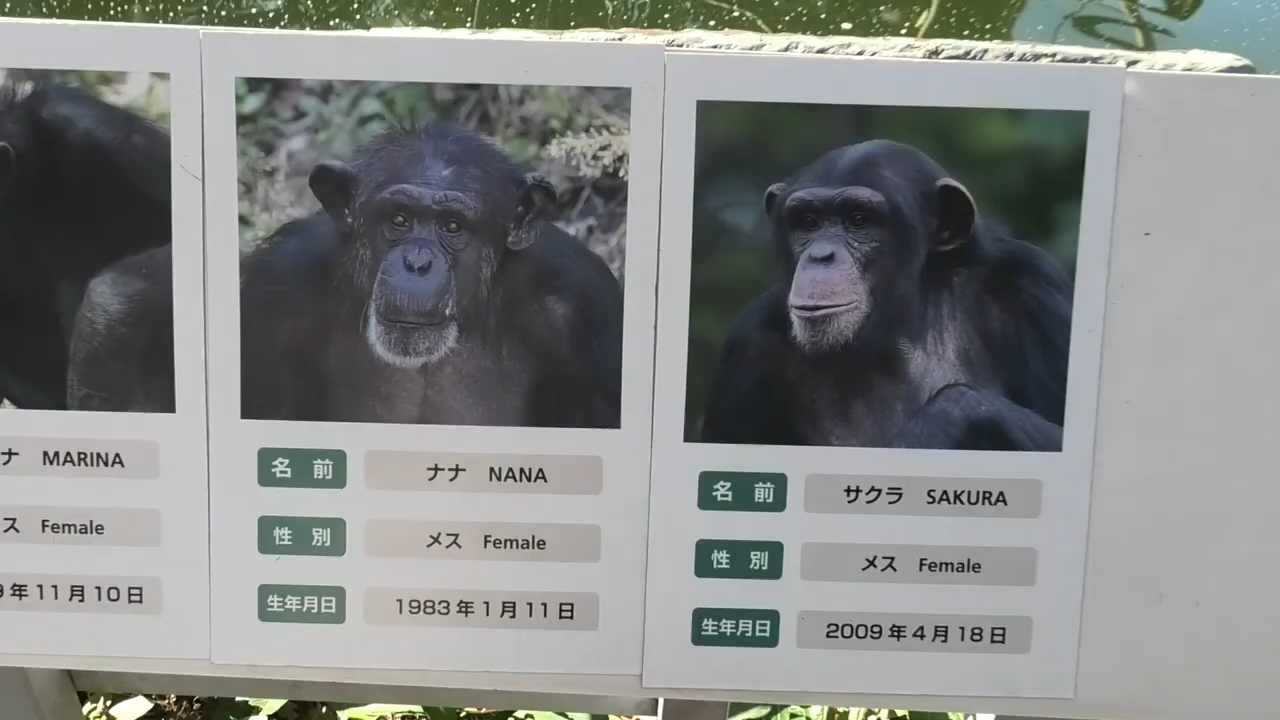 ナ MARINA
ス Female
9年11月10日
名 前 ナナ NANA
性 別 メス Female
生年月日 1983年1月11日
名 前 サクラ SAKURA
性 別 メス Female
生年月日 2009年4月18日